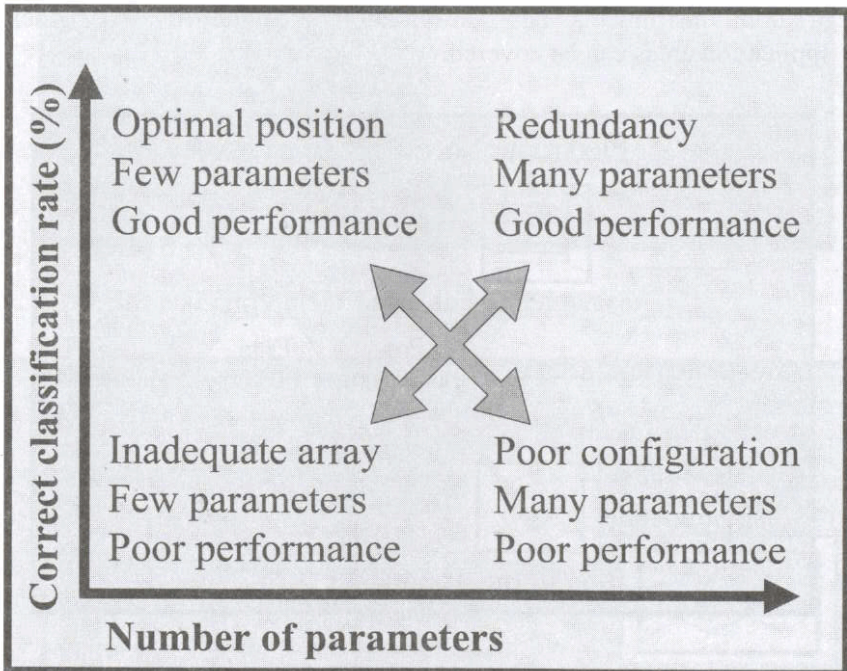 Correct classification rate (%)
Optimal position
Few parameters
Good performance
Redundancy
Many parameters
Good performance
Inadequate array
Few parameters
Poor performance
Poor configuration
Many parameters
Poor performance
Number of parameters